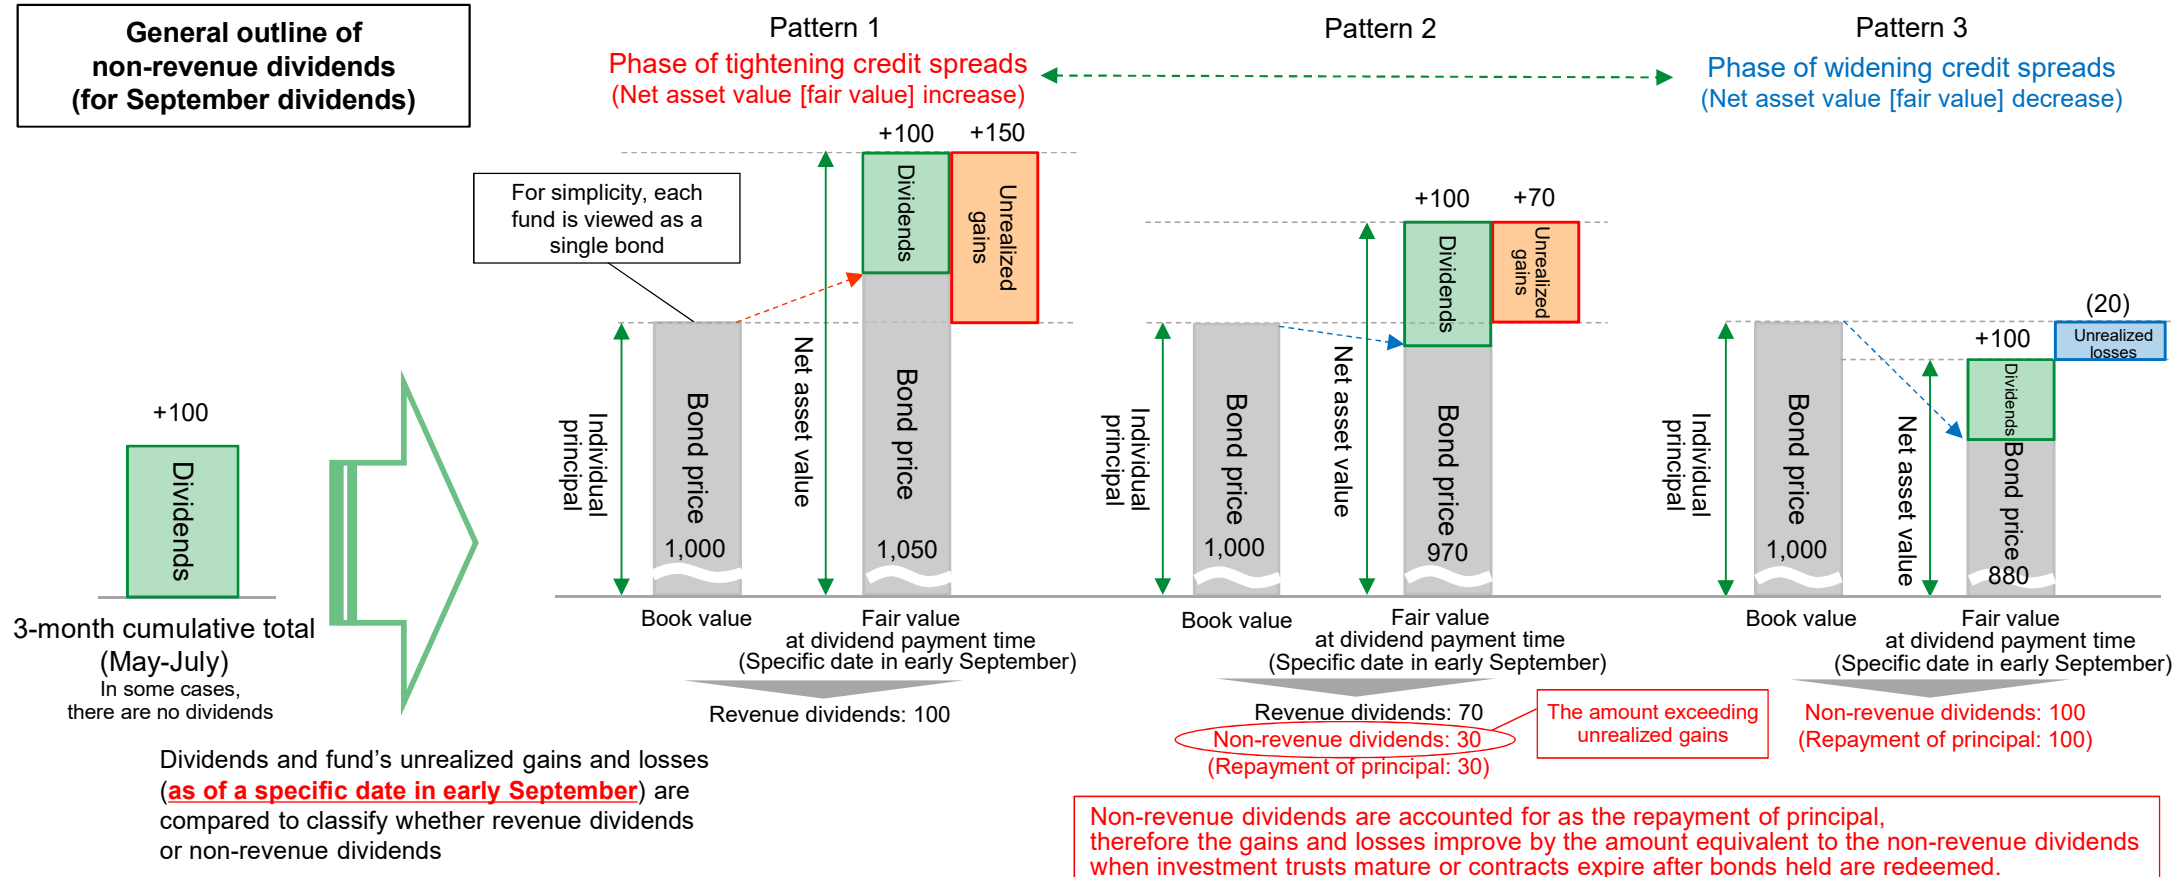 General outline of
non-revenue dividends
(for September dividends)
Pattern 1
Phase of tightening credit spreads
(Net asset value [fair value] increase)
Pattern 2
Pattern 3
Phase of widening credit spreads
(Net asset value [fair value] decrease)
+100
Dividends
3-month cumulative total
(May-July)
In some cases,
there are no dividends
For simplicity, each
fund is viewed as a
single bond
Individual
principal
Bond price
1,000
Book value
Net asset value
+100
Dividends
+150
Unrealized
gains
Bond price
1,050
Fair value
at dividend payment time
(Specific date in early September)
Revenue dividends: 100
Individual
principal
Bond price
1,000
Book value
Net asset value
+100
Dividends
+70
Unrealized
gains
Bond price
970
Fair value
at dividend payment time
(Specific date in early September)
Revenue dividends: 70
Non-revenue dividends: 30
(Repayment of principal: 30)
The amount exceeding
unrealized gains
Individual
principal
Bond price
1,000
Book value
Net asset value
+100
Dividends
(20)
Unrealized
losses
Bond price
880
Fair value
at dividend payment time
(Specific date in early September)
Non-revenue dividends: 100
(Repayment of principal: 100)
Dividends and fund's unrealized gains and losses
(as of a specific date in early September) are
compared to classify whether revenue dividends
or non-revenue dividends
Non-revenue dividends are accounted for as the repayment of principal,
therefore the gains and losses improve by the amount equivalent to the non-revenue dividends
when investment trusts mature or contracts expire after bonds held are redeemed.